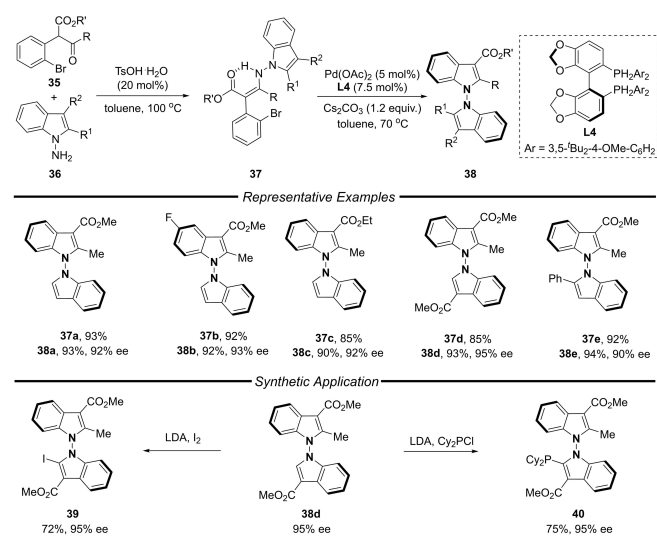 CO₂R'
R
O
Br
35
+
R²
R¹
N
NH₂
36
TsOH H₂O
(20 mol%)
toluene, 100 °C
O
H
N
N
R²
R¹
R'O
R
Br
37
Pd(OAc)₂ (5 mol%)
L4 (7.5 mol%)
Cs₂CO₃ (1.2 equiv.)
toluene, 70 °C
CO₂R'
R
N
N
R¹
R²
38
O
O
PH₂Ar₂
PH₂Ar₂
O
O
L4
Ar = 3,5-ᵗBu₂-4-OMe-C₆H₂
Representative Examples
CO₂Me
Me
N
N
37a, 93%
38a, 93%, 92% ee
F
CO₂Me
Me
N
N
37b, 92%
38b, 92%, 93% ee
CO₂Et
Me
N
N
37c, 85%
38c, 90%, 92% ee
CO₂Me
Me
N
N
MeO₂C
37d, 85%
38d, 93%, 95% ee
CO₂Me
Me
N
N
Ph
37e, 92%
38e, 94%, 90% ee
Synthetic Application
CO₂Me
Me
N
N
I
MeO₂C
39
72%, 95% ee
LDA, I₂
CO₂Me
Me
N
N
MeO₂C
38d
95% ee
LDA, Cy₂PCl
CO₂Me
Me
N
N
Cy₂P
MeO₂C
40
75%, 95% ee